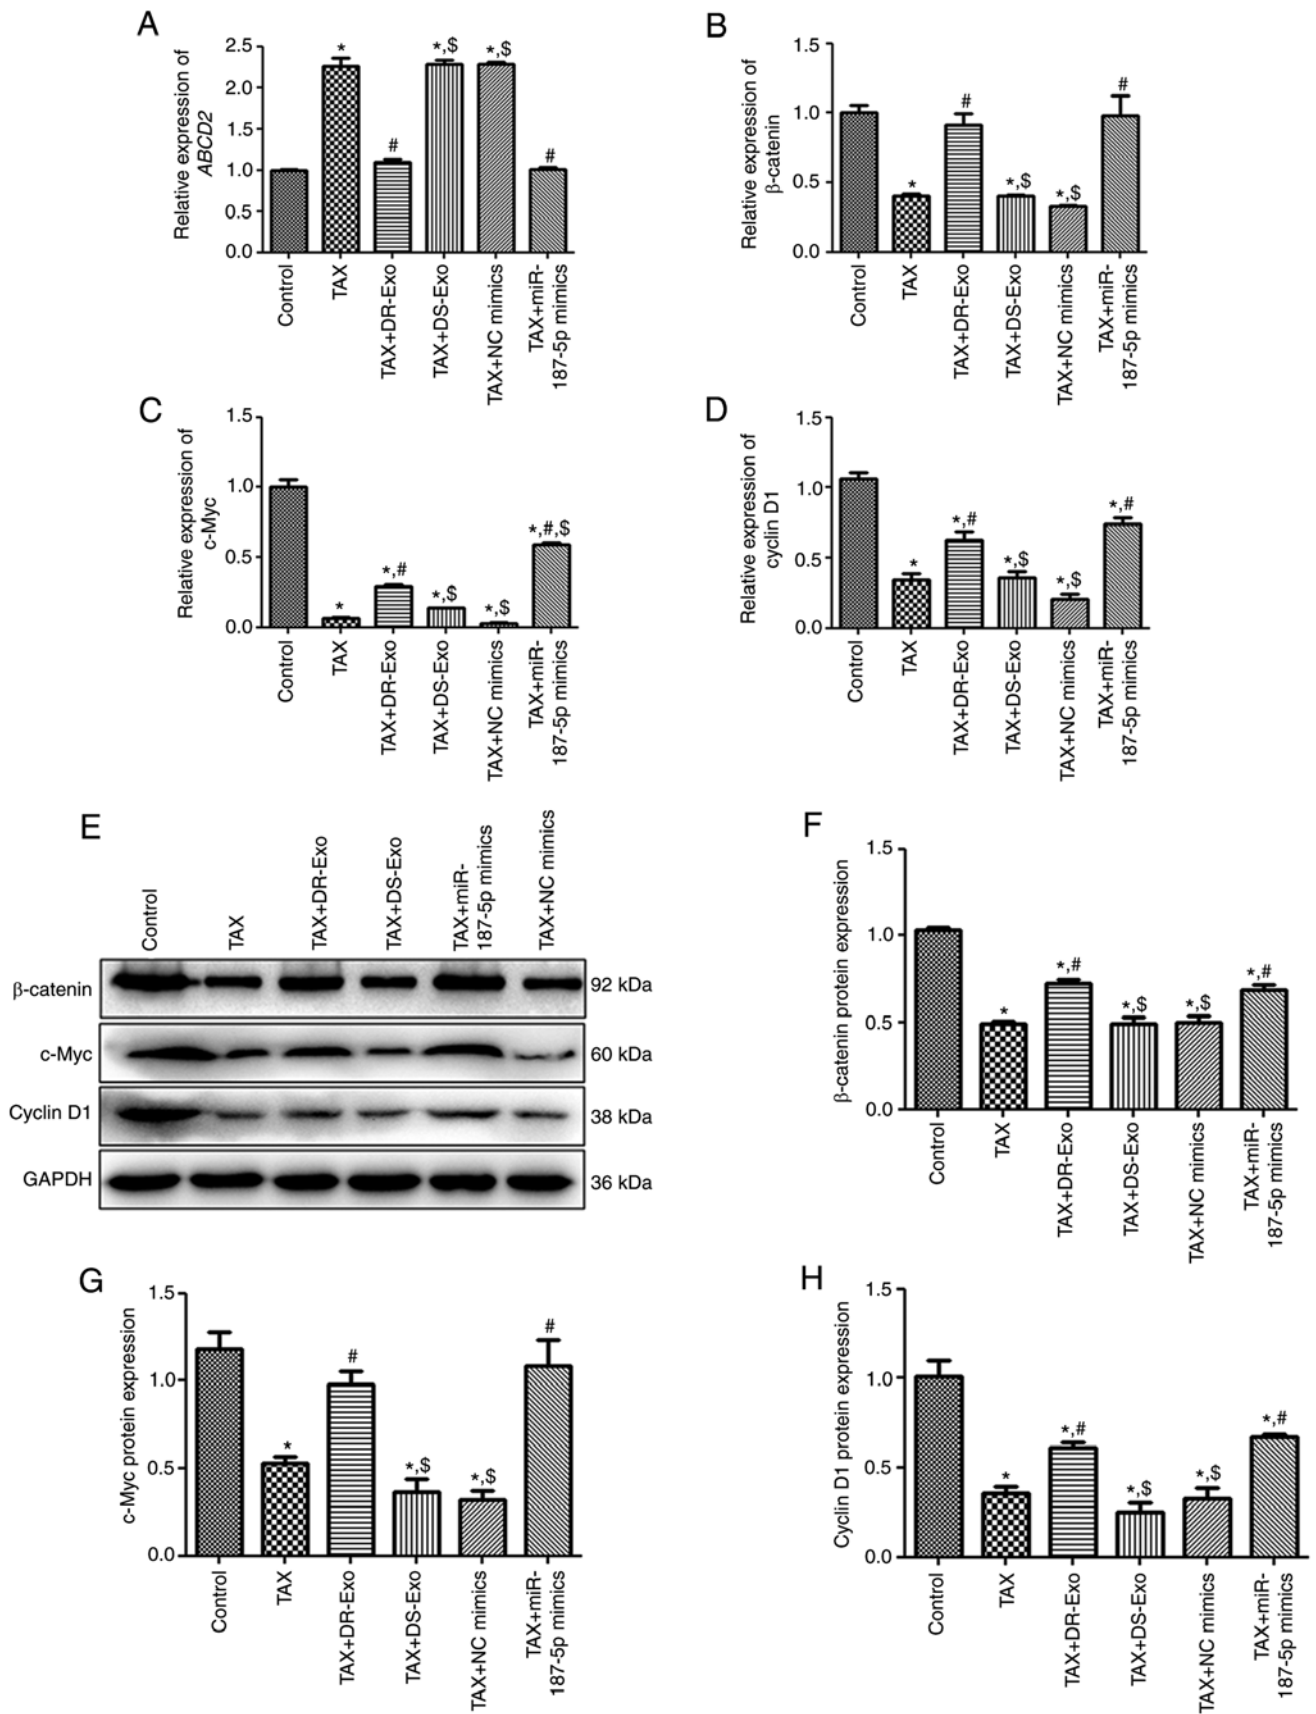 A
Relative expression of
ABCD2
2.5
2.0
1.5
1.0
0.5
0.0
*
#
*,$
*,$
#
Control
TAX
TAX+DR-Exo
TAX+DS-Exo
TAX+NC mimics
TAX+miR-
187-5p mimics
B
Relative expression of
β-catenin
1.5
1.0
0.5
0.0
*
#
*,$
*,$
#
Control
TAX
TAX+DR-Exo
TAX+DS-Exo
TAX+NC mimics
TAX+miR-
187-5p mimics
C
Relative expression of
c-Myc
1.5
1.0
0.5
0.0
*
*,#
*,$
*,$
*,#,$
Control
TAX
TAX+DR-Exo
TAX+DS-Exo
TAX+NC mimics
TAX+miR-
187-5p mimics
D
Relative expression of
cyclin D1
1.5
1.0
0.5
0.0
*
*,#
*,$
*,$
*,#
Control
TAX
TAX+DR-Exo
TAX+DS-Exo
TAX+NC mimics
TAX+miR-
187-5p mimics
E
Control
TAX
TAX+DR-Exo
TAX+DS-Exo
TAX+miR-
187-5p mimics
TAX+NC mimics
β-catenin
92 kDa
c-Myc
60 kDa
Cyclin D1
38 kDa
GAPDH
36 kDa
F
β-catenin protein expression
1.5
1.0
0.5
0.0
*
*,#
*,$
*,$
*,#
Control
TAX
TAX+DR-Exo
TAX+DS-Exo
TAX+NC mimics
TAX+miR-
187-5p mimics
G
c-Myc protein expression
1.5
1.0
0.5
0.0
*
#
*,$
*,$
#
Control
TAX
TAX+DR-Exo
TAX+DS-Exo
TAX+NC mimics
TAX+miR-
187-5p mimics
H
Cyclin D1 protein expression
1.5
1.0
0.5
0.0
*
*,#
*,$
*,$
*,#
Control
TAX
TAX+DR-Exo
TAX+DS-Exo
TAX+NC mimics
TAX+miR-
187-5p mimics